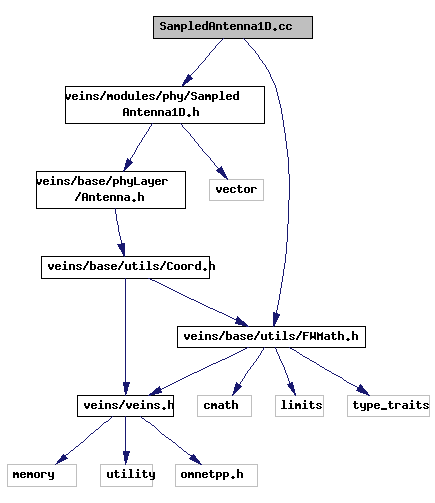 SampledAntenna1D.cc
veins/modules/phy/Sampled
Antenna1D.h
veins/base/phyLayer
/Antenna.h
vector
veins/base/utils/Coord.h
veins/base/utils/FWMath.h
veins/veins.h
cmath
limits
type_traits
memory
utility
omnetpp.h